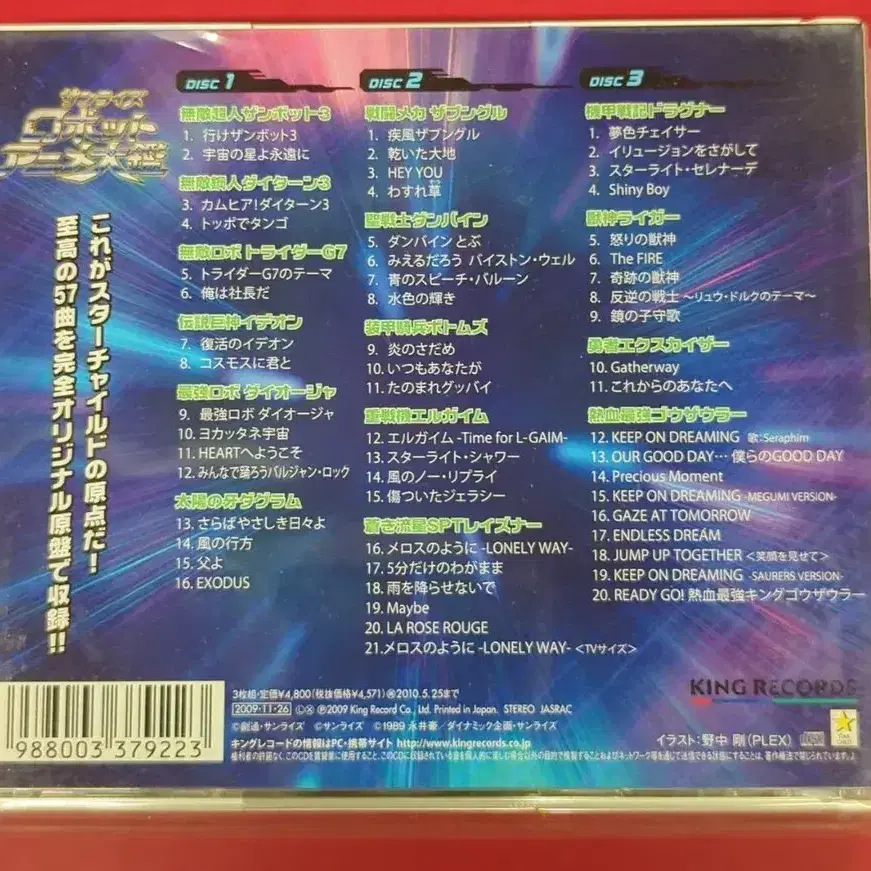 サンライズ
ロボット
アニメ大鑑
これがスターチャイルドの原点だ！
至高の57曲を完全オリジナル原盤で収録!!
DISC 1
無敵超人ザンボット3
1. 行けザンボット3
2. 宇宙の星よ永遠に
無敵鋼人ダイターン3
3. カムヒア!ダイターン3
4. トッポでタンゴ
無敵ロボ トライダーG7
5. トライダーG7のテーマ
6. 俺は社長だ
伝説巨神イデオン
7. 復活のイデオン
8. コスモスに君と
最強ロボ ダイオージャ
9. 最強ロボ ダイオージャ
10. ヨカッタネ宇宙
11. HEARTへようこそ
12. みんなで踊ろうバルジャン・ロック
太陽の牙ダグラム
13. さらばやさしき日々よ
14. 風の行方
15. 父よ
16. EXODUS
DISC 2
戦闘メカ ザブングル
1. 疾風ザブングル
2. 乾いた大地
3. HEY YOU
4. わすれ草
聖戦士ダンバイン
5. ダンバイン とぶ
6. みえるだろう バイストン・ウェル
7. 青のスピーチ・バルーン
8. 水色の輝き
装甲騎兵ボトムズ
9. 炎のさだめ
10. いつもあなたが
11. たのまれグッバイ
重戦機エルガイム
12. エルガイム -Time for L-GAIM-
13. スターライト・シャワー
14. 風のノー・リプライ
15. 傷ついたジェラシー
蒼き流星SPTレイズナー
16. メロスのように -LONELY WAY-
17. 5分だけのわがまま
18. 雨を降らせないで
19. Maybe
20. LA ROSE ROUGE
21. メロスのように -LONELY WAY- <TVサイズ>
DISC 3
機甲戦記ドラグナー
1. 夢色チェイサー
2. イリュージョンをさがして
3. スターライト・セレナーデ
4. Shiny Boy
獣神ライガー
5. 怒りの獣神
6. The FIRE
7. 奇跡の獣神
8. 反逆の戦士 〜リュウ・ドルクのテーマ〜
9. 鏡の子守歌
勇者エクスカイザー
10. Gatherway
11. これからのあなたへ
熱血最強ゴウザウラー
12. KEEP ON DREAMING 歌:Seraphim
13. OUR GOOD DAY… 僕らのGOOD DAY
14. Precious Moment
15. KEEP ON DREAMING -MEGUMI VERSION-
16. GAZE AT TOMORROW
17. ENDLESS DREAM
18. JUMP UP TOGETHER <笑顔を見せて>
19. KEEP ON DREAMING -SAURERS VERSION-
20. READY GO! 熱血最強キングゴウザウラー
KING RECORDS
988003 379223
3枚組・定価¥4,800(税抜価格¥4,571) 再2010.5.25まで
2009・11・26 ©℗2009 King Record Co., Ltd. Printed in Japan. STEREO JASRAC
©創通・サンライズ ©サンライズ ©1989 永井豪/ダイナミック企画・サンライズ
キングレコードの情報はPC・携帯サイト http://www.kingrecords.co.jp
イラスト:野中 剛(PLEX)